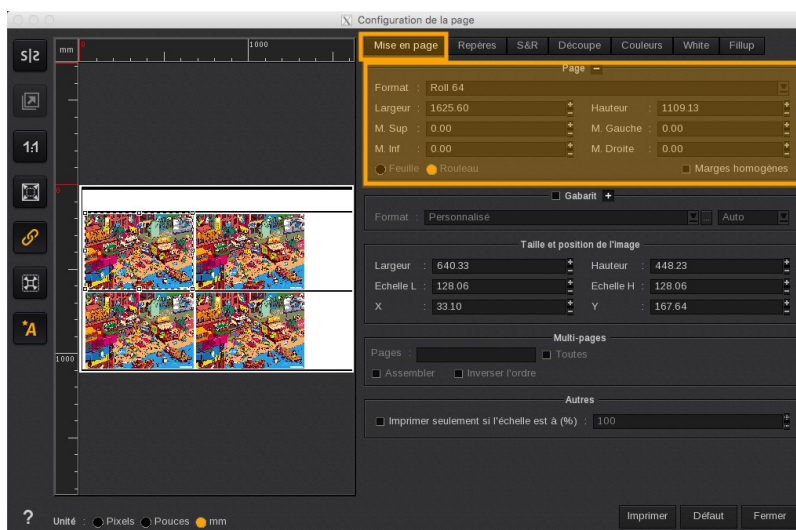 Configuration de la page
Mise en page Repères S&R Découpe Couleurs White Fillup
S|S
1:1
*A
mm 0 1000
0
1000
Page −
Format : Roll 64
Largeur : 1625.60 Hauteur : 1109.13
M. Sup : 0.00 M. Gauche : 0.00
M. Inf : 0.00 M. Droite : 0.00
Feuille Rouleau Marges homogènes
Gabarit +
Format : Personnalisé Auto
Taille et position de l'image
Largeur : 640.33 Hauteur : 448.23
Echelle L : 128.06 Echelle H : 128.06
X : 33.10 Y : 167.64
Multi-pages
Pages : Toutes
Assembler Inverser l'ordre
Autres
Imprimer seulement si l'échelle est à (%) : 100
? Unité : Pixels Pouces mm
Imprimer Défaut Fermer